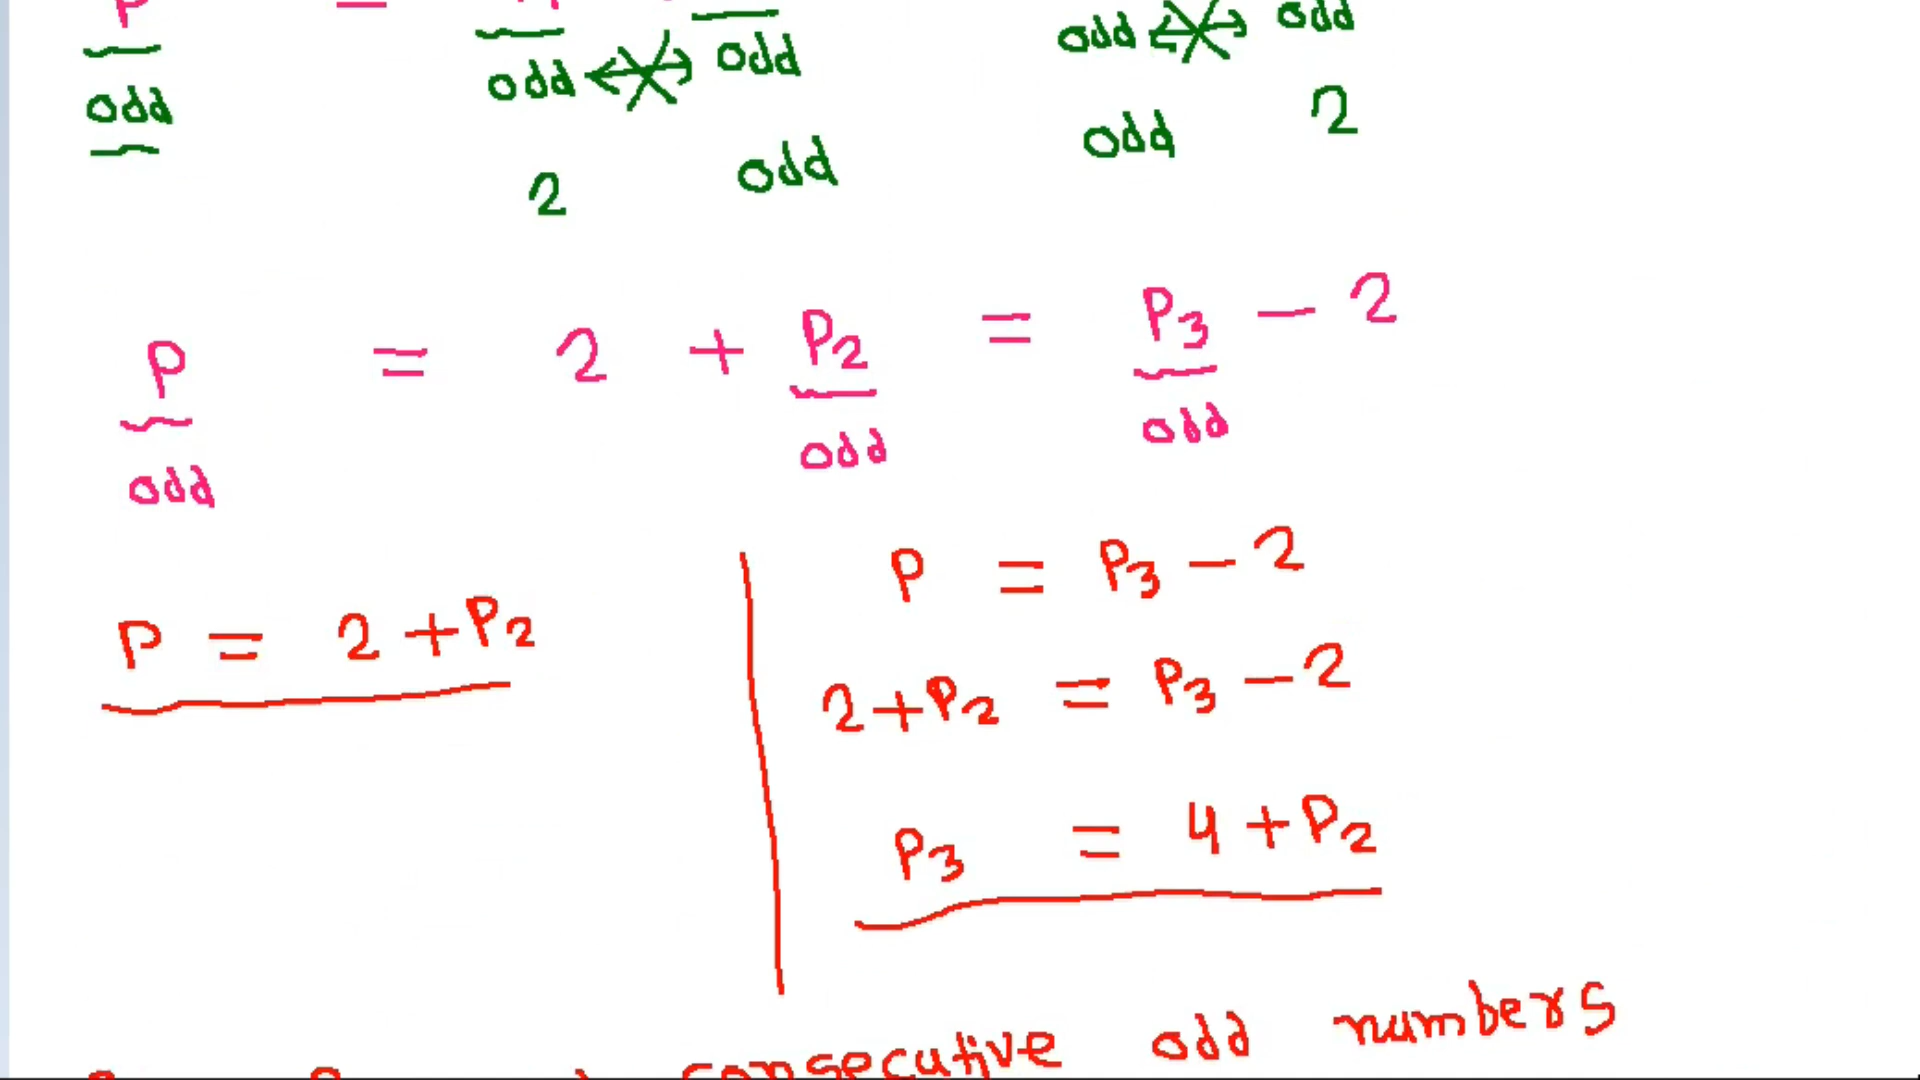 P =
odd odd odd odd odd
2 odd odd 2
P = 2 + P2 = P3 - 2
odd odd odd
P = 2 + P2
P = P3 - 2
2 + P2 = P3 - 2
P3 = 4 + P2
consecutive odd numbers